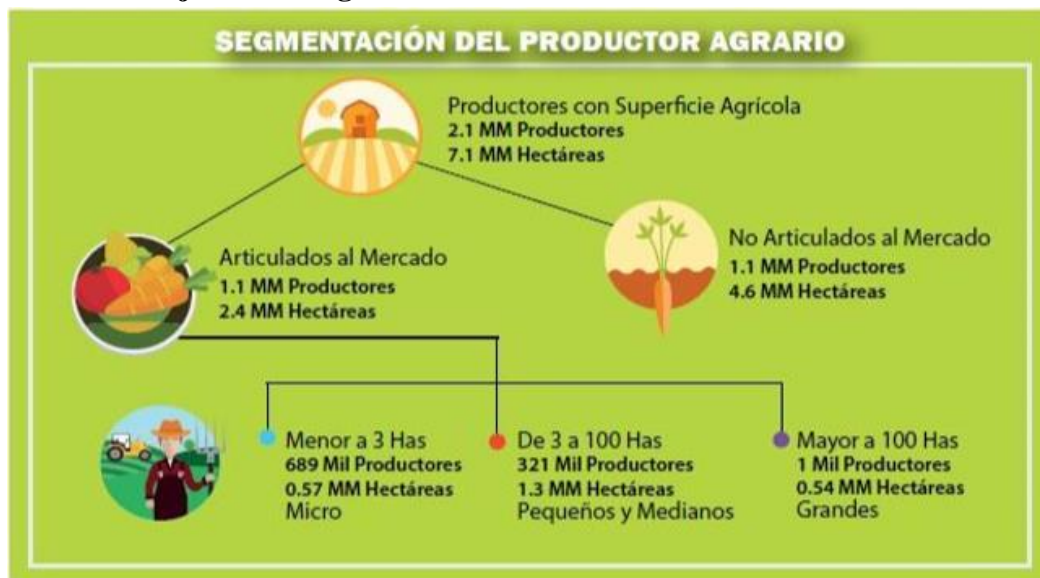 SEGMENTACIÓN DEL PRODUCTOR AGRARIO
Productores con Superficie Agrícola
2.1 MM Productores
7.1 MM Hectáreas
Articulados al Mercado
1.1 MM Productores
2.4 MM Hectáreas
No Articulados al Mercado
1.1 MM Productores
4.6 MM Hectáreas
Menor a 3 Has
689 Mil Productores
0.57 MM Hectáreas
Micro
De 3 a 100 Has
321 Mil Productores
1.3 MM Hectáreas
Pequeños y Medianos
Mayor a 100 Has
1 Mil Productores
0.54 MM Hectáreas
Grandes